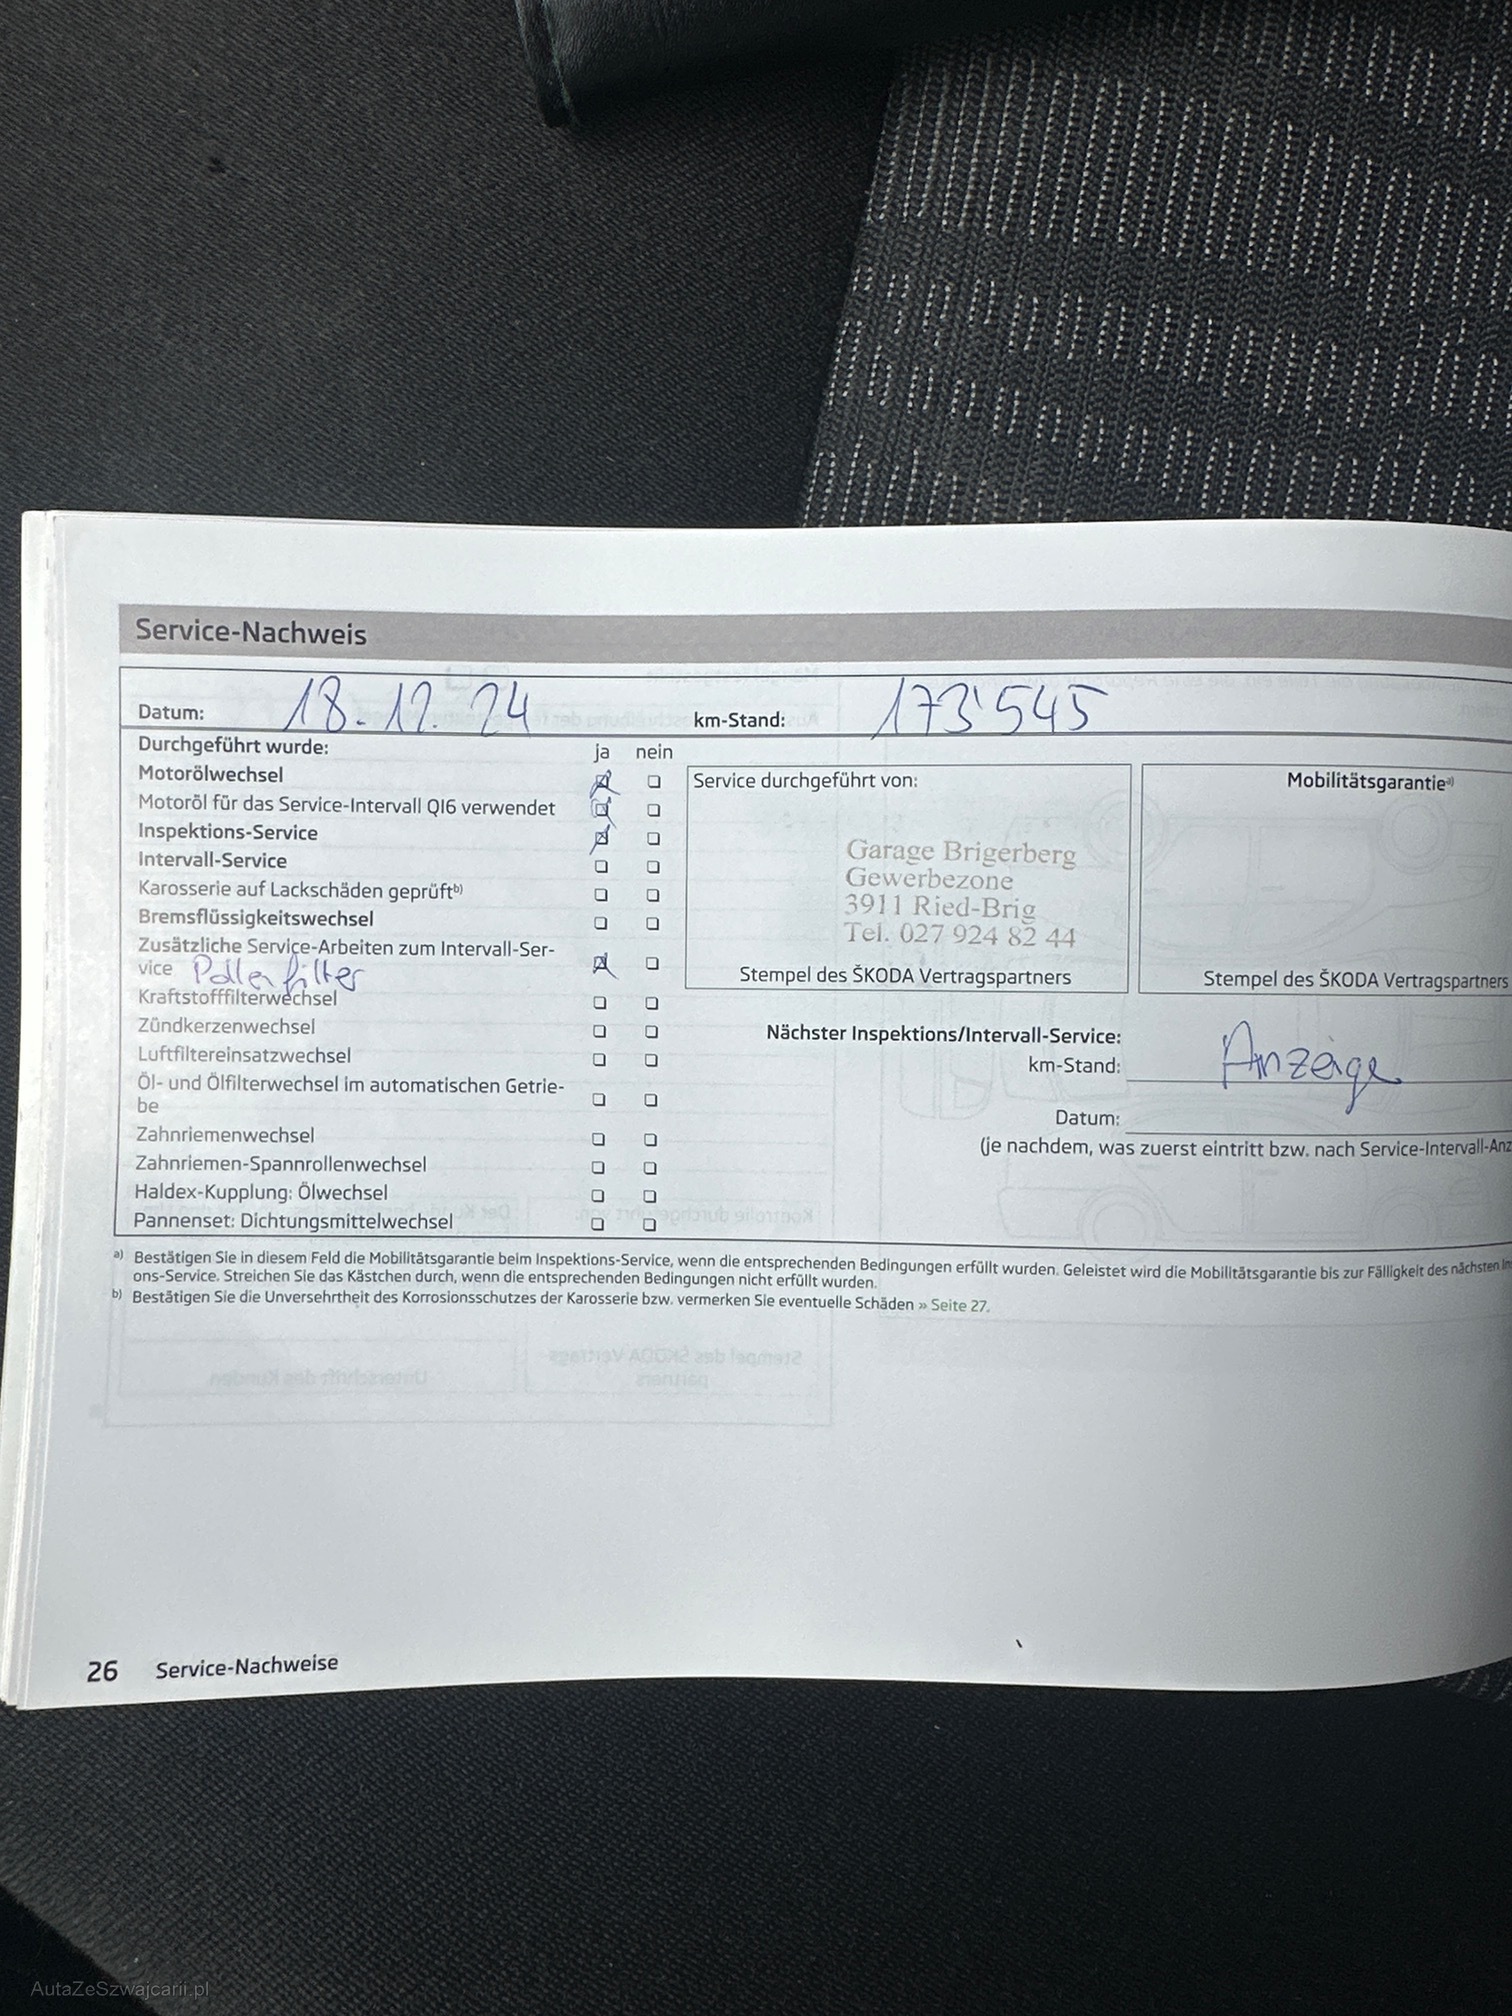 Service-Nachweis
Datum: 18.12.24 km-Stand: 173'545
Durchgeführt wurde: ja nein
Motorölwechsel
Motoröl für das Service-Intervall QI6 verwendet
Inspektions-Service
Intervall-Service
Karosserie auf Lackschäden geprüft b)
Bremsflüssigkeitswechsel
Zusätzliche Service-Arbeiten zum Intervall-Ser-
vice Pollenfilter
Kraftstofffilterwechsel
Zündkerzenwechsel
Luftfiltereinsatzwechsel
Öl- und Ölfilterwechsel im automatischen Getrie-
be
Zahnriemenwechsel
Zahnriemen-Spannrollenwechsel
Haldex-Kupplung: Ölwechsel
Pannenset: Dichtungsmittelwechsel
Service durchgeführt von:
Garage Brigerberg
Gewerbezone
3911 Ried-Brig
Tel. 027 924 82 44
Stempel des ŠKODA Vertragspartners
Mobilitätsgarantie a)
Stempel des ŠKODA Vertragspartners
Nächster Inspektions/Intervall-Service:
km-Stand: Anzeige
Datum:
(je nachdem, was zuerst eintritt bzw. nach Service-Intervall-Anz
a) Bestätigen Sie in diesem Feld die Mobilitätsgarantie beim Inspektions-Service, wenn die entsprechenden Bedingungen erfüllt wurden. Geleistet wird die Mobilitätsgarantie bis zur Fälligkeit des nächsten
ons-Service. Streichen Sie das Kästchen durch, wenn die entsprechenden Bedingungen nicht erfüllt wurden.
b) Bestätigen Sie die Unversehrtheit des Korrosionsschutzes der Karosserie bzw. vermerken Sie eventuelle Schäden » Seite 27.
26 Service-Nachweise
AutaZeSzwajcarii.pl